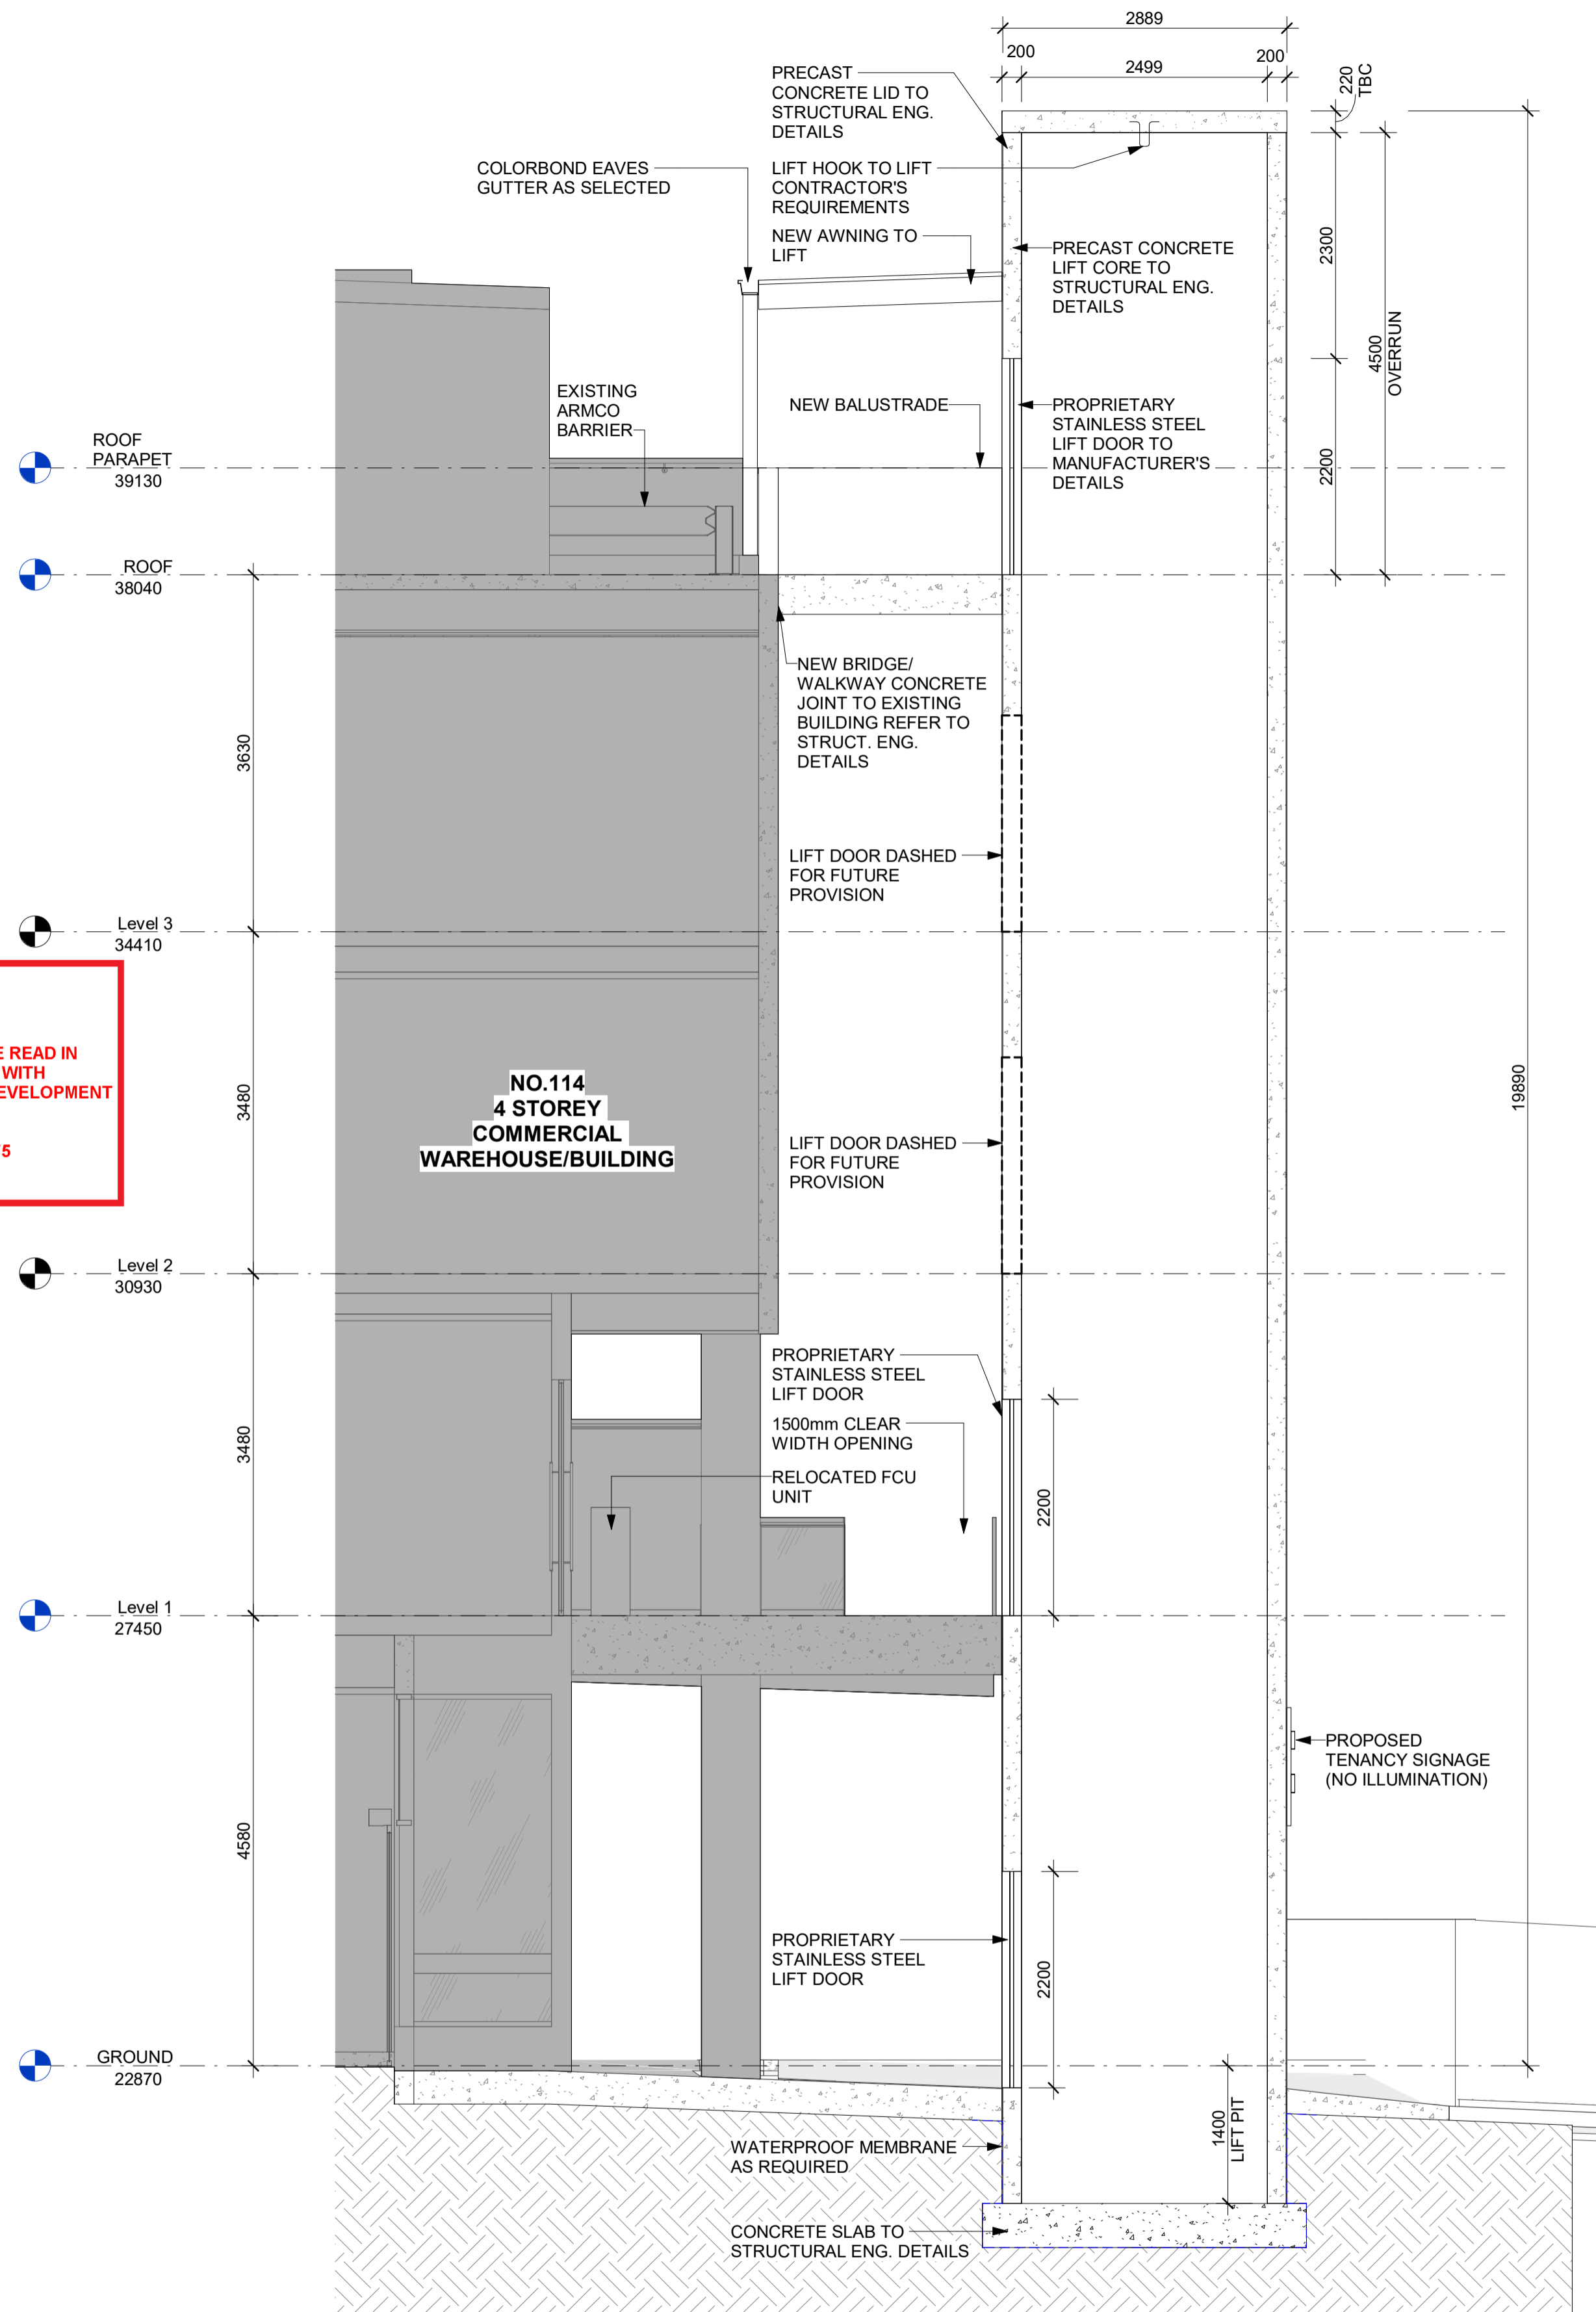 2889
200
2499
200
220
TBC
PRECAST
CONCRETE LID TO
STRUCTURAL ENG.
DETAILS
COLORBOND EAVES
GUTTER AS SELECTED
LIFT HOOK TO LIFT
CONTRACTOR'S
REQUIREMENTS
NEW AWNING TO
LIFT
PRECAST CONCRETE
LIFT CORE TO
STRUCTURAL ENG.
DETAILS
2300
4500
OVERRUN
EXISTING
ARMCO
BARRIER
NEW BALUSTRADE
PROPRIETARY
STAINLESS STEEL
LIFT DOOR TO
MANUFACTURER'S
DETAILS
2200
ROOF
PARAPET
39130
ROOF
38040
NEW BRIDGE/
WALKWAY CONCRETE
JOINT TO EXISTING
BUILDING REFER TO
STRUCT. ENG.
DETAILS
3630
LIFT DOOR DASHED
FOR FUTURE
PROVISION
Level 3
34410
E READ IN
WITH
EVELOPMENT
5
NO.114
4 STOREY
COMMERCIAL
WAREHOUSE/BUILDING
3480
19890
LIFT DOOR DASHED
FOR FUTURE
PROVISION
Level 2
30930
PROPRIETARY
STAINLESS STEEL
LIFT DOOR
1500mm CLEAR
WIDTH OPENING
RELOCATED FCU
UNIT
3480
2200
Level 1
27450
PROPOSED
TENANCY SIGNAGE
(NO ILLUMINATION)
4580
PROPRIETARY
STAINLESS STEEL
LIFT DOOR
2200
GROUND
22870
1400
LIFT PIT
WATERPROOF MEMBRANE
AS REQUIRED
CONCRETE SLAB TO
STRUCTURAL ENG. DETAILS